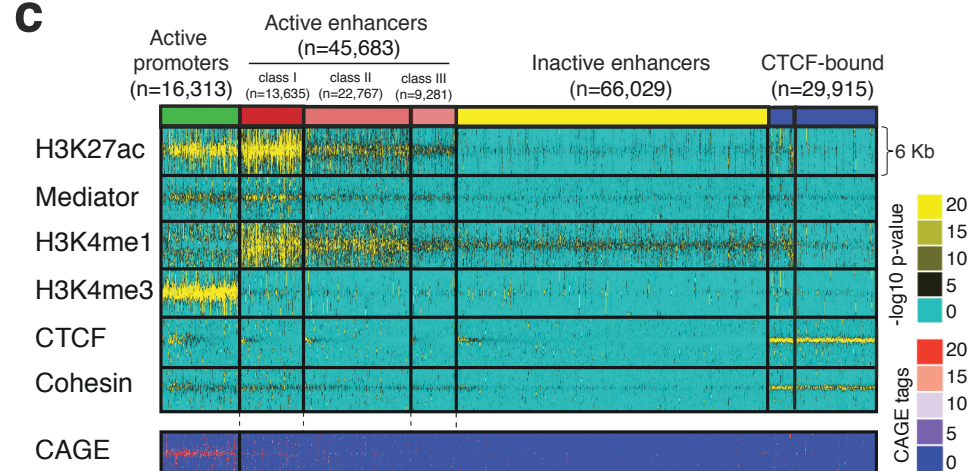 c
Active
promoters
(n=16,313)
Active enhancers
(n=45,683)
class I
(n=13,635)
class II
(n=22,767)
class III
(n=9,281)
Inactive enhancers
(n=66,029)
CTCF-bound
(n=29,915)
H3K27ac
6 Kb
Mediator
H3K4me1
H3K4me3
CTCF
Cohesin
CAGE
-log10 p-value
20
15
10
5
0
CAGE tags
20
15
10
5
0